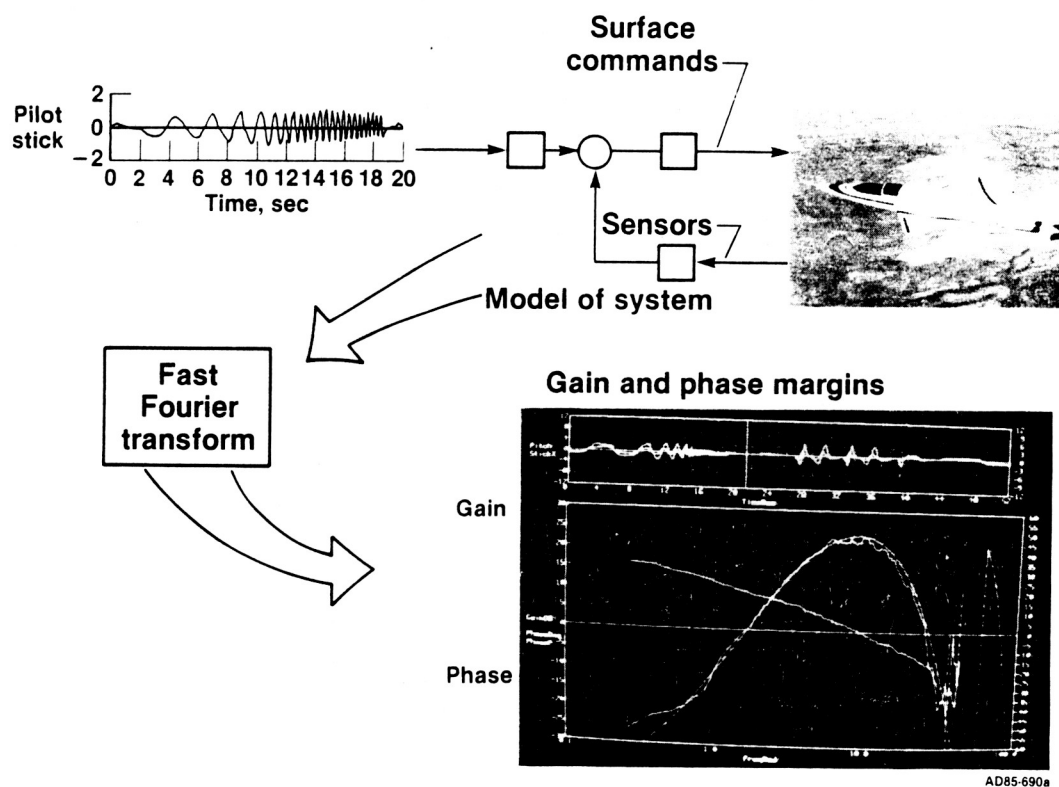 Surface
commands
Pilot
stick
2
0
−2
0 2 4 6 8 10 12 14 16 18 20
Time, sec
Sensors
Model of system
Fast
Fourier
transform
Gain and phase margins
Gain
Phase
Pitch
AD85-690a